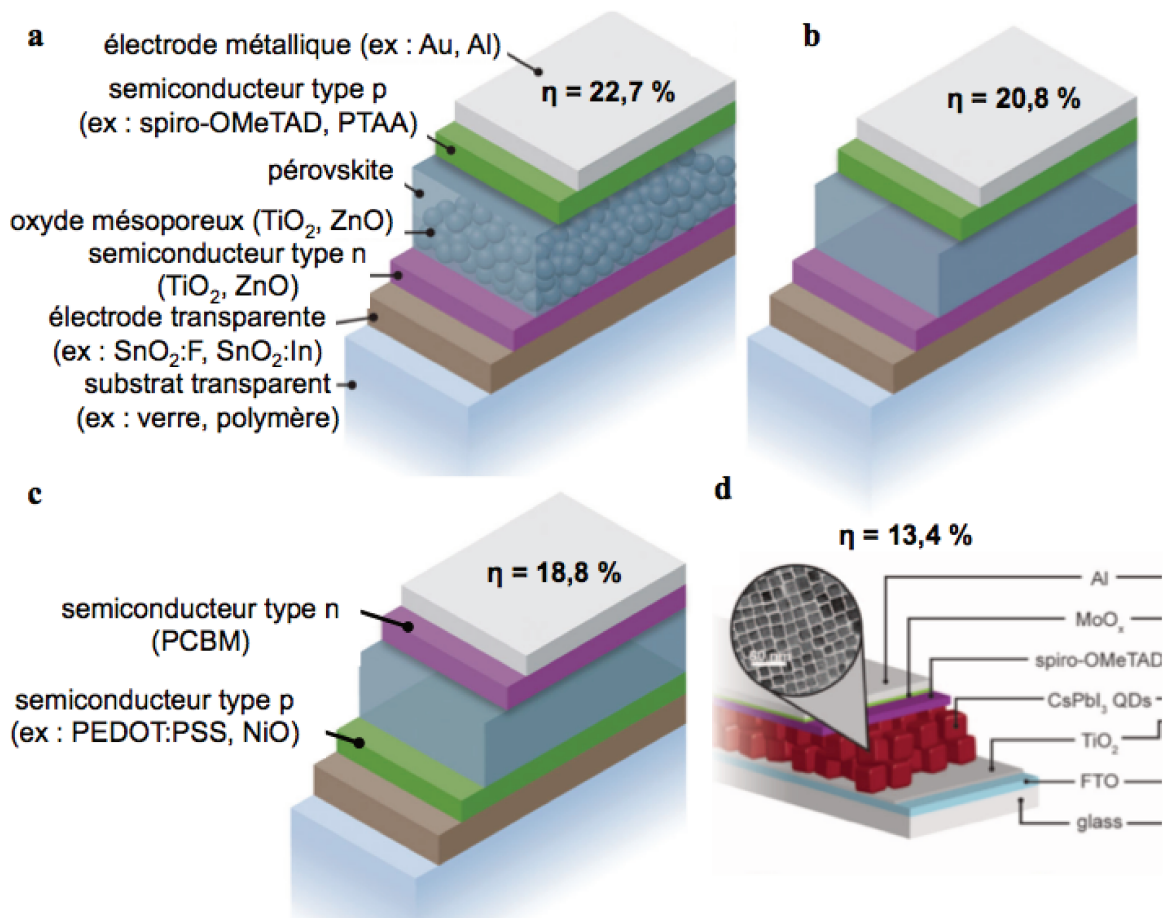 a
électrode métallique (ex : Au, Al)
η = 22,7 %
semiconducteur type p
(ex : spiro-OMeTAD, PTAA)
pérovskite
oxyde mésoporeux (TiO₂, ZnO)
semiconducteur type n
(TiO₂, ZnO)
électrode transparente
(ex : SnO₂:F, SnO₂:In)
substrat transparent
(ex : verre, polymère)
b
η = 20,8 %
c
η = 18,8 %
semiconducteur type n
(PCBM)
semiconducteur type p
(ex : PEDOT:PSS, NiO)
d
η = 13,4 %
Al
MoOₓ
spiro-OMeTAD
CsPbI₃ QDs
TiO₂
FTO
glass